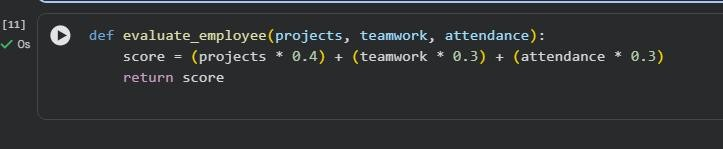 [11]
0s
def evaluate_employee(projects, teamwork, attendance):
    score = (projects * 0.4) + (teamwork * 0.3) + (attendance * 0.3)
    return score